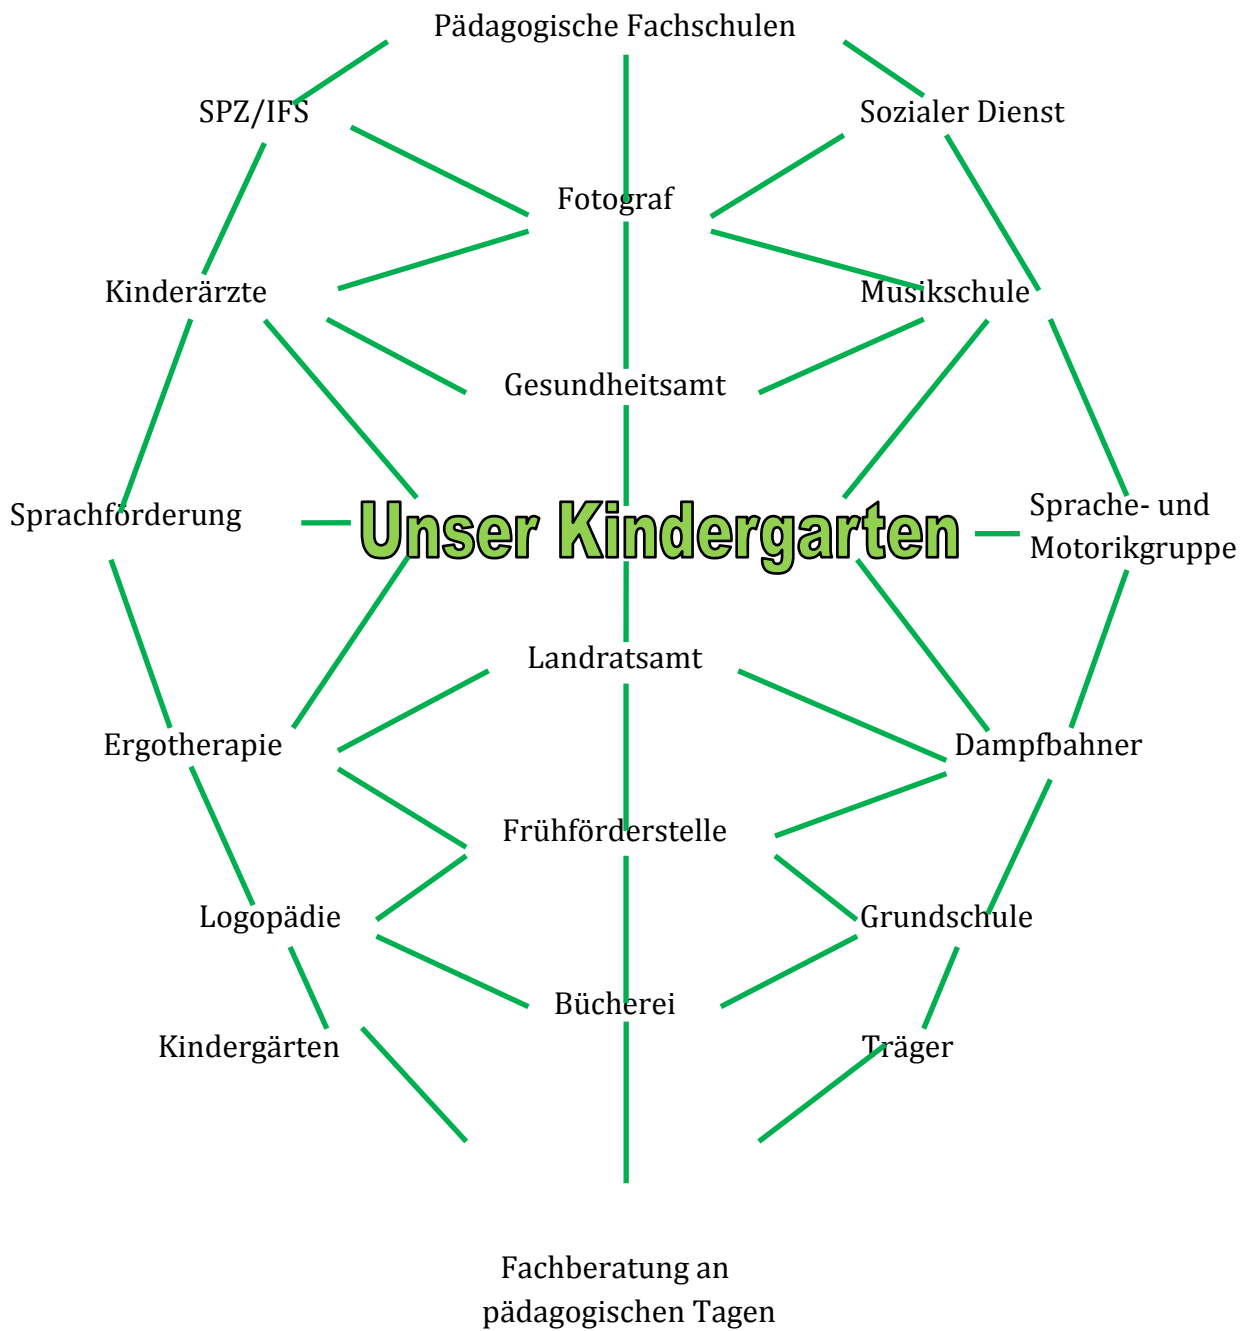 Pädagogische Fachschulen
SPZ/IFS
Sozialer Dienst
Fotograf
Kinderärzte
Musikschule
Gesundheitsamt
Sprachförderung
Unser Kindergarten
Sprache- und
Motorikgruppe
Landratsamt
Ergotherapie
Dampfbahner
Frühförderstelle
Logopädie
Grundschule
Bücherei
Kindergärten
Träger
Fachberatung an
pädagogischen Tagen